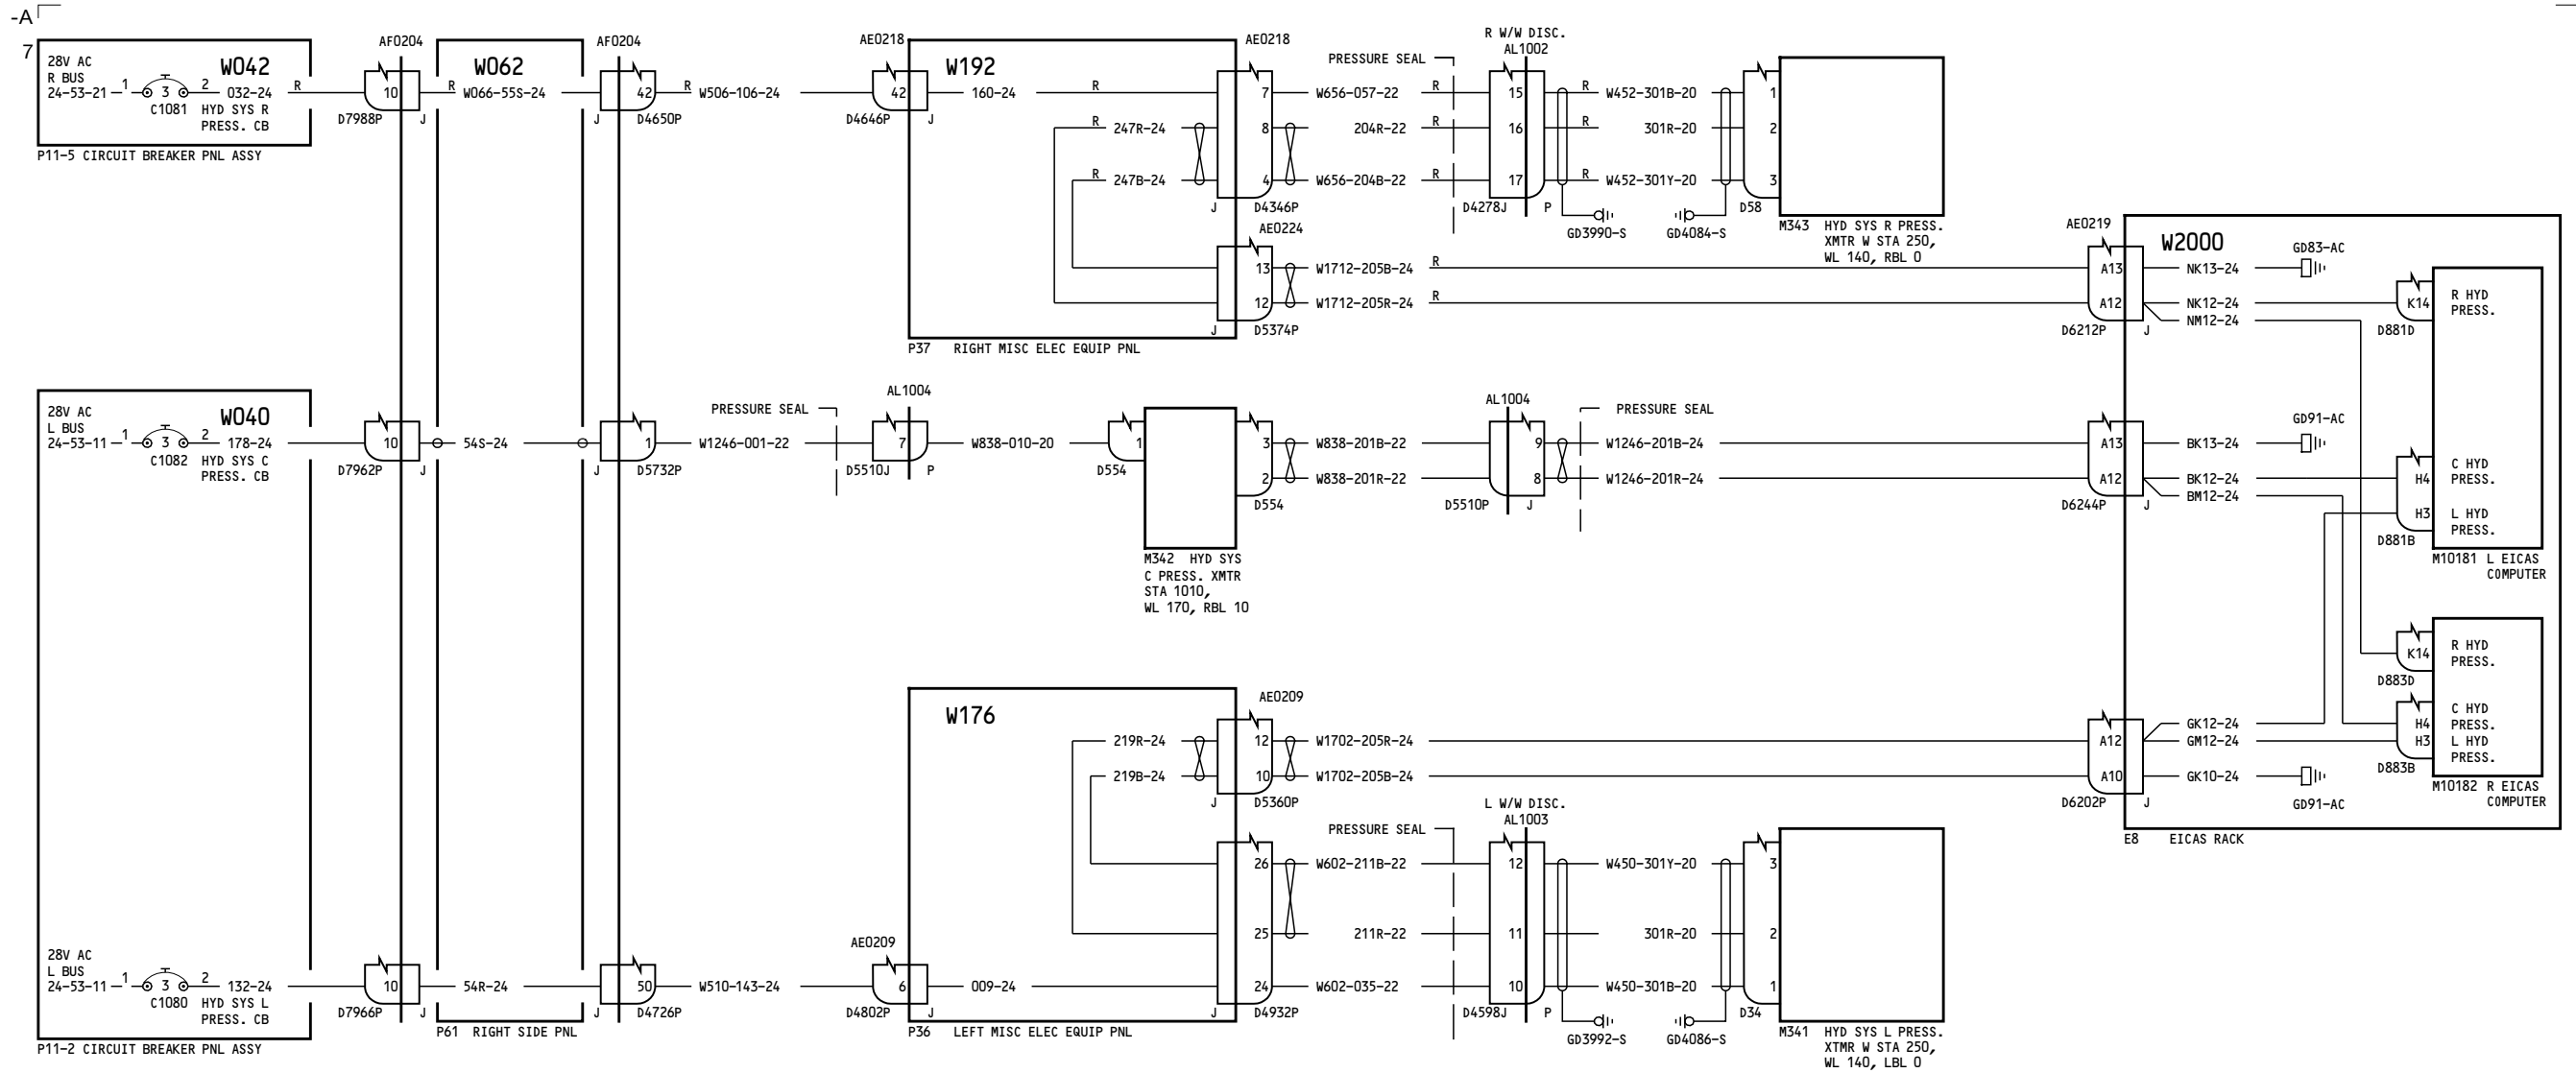 -A
7
28V AC
R BUS
24-53-21
1
3
2
C1081
W042
032-24
HYD SYS R
PRESS. CB
R
P11-5 CIRCUIT BREAKER PNL ASSY
AF0204
10
D7988P
J
W062
R
W066-55S-24
AF0204
42
J
D4650P
R
W506-106-24
AE0218
42
D4646P
J
W192
160-24
R
R
247R-24
R
247B-24
AE0218
7
8
4
J
D4346P
AE0224
13
12
J
D5374P
P37 RIGHT MISC ELEC EQUIP PNL
PRESSURE SEAL
W656-057-22
R
204R-22
R
W656-204B-22
R
W1712-205B-24
R
W1712-205R-24
R
R W/W DISC.
AL1002
15
16
17
D4278J
P
R
W452-301B-20
R
301R-20
R
W452-301Y-20
GD3990-S
GD4084-S
1
2
3
D58
M343 HYD SYS R PRESS.
XMTR W STA 250,
WL 140, RBL 0
AE0219
A13
A12
D6212P
J
W2000
NK13-24
GD83-AC
NK12-24
NM12-24
K14
D881D
R HYD
PRESS.
28V AC
L BUS
24-53-11
1
3
2
C1082
W040
178-24
HYD SYS C
PRESS. CB
10
D7962P
J
54S-24
1
J
D5732P
PRESSURE SEAL
W1246-001-22
AL1004
7
D5510J
P
W838-010-20
1
D554
3
2
D554
M342 HYD SYS
C PRESS. XMTR
STA 1010,
WL 170, RBL 10
W838-201B-22
W838-201R-22
AL1004
9
8
D5510P
J
PRESSURE SEAL
W1246-201B-24
W1246-201R-24
A13
A12
D6244P
J
BK13-24
GD91-AC
BK12-24
BM12-24
H4
H3
D881B
C HYD
PRESS.
L HYD
PRESS.
M10181 L EICAS
COMPUTER
K14
D883D
R HYD
PRESS.
H4
H3
D883B
C HYD
PRESS.
L HYD
PRESS.
M10182 R EICAS
COMPUTER
W176
219R-24
219B-24
AE0209
12
10
J
D5360P
W1702-205R-24
W1702-205B-24
A12
A10
D6202P
J
GK12-24
GM12-24
GK10-24
GD91-AC
E8 EICAS RACK
28V AC
L BUS
24-53-11
1
3
2
C1080
132-24
HYD SYS L
PRESS. CB
P11-2 CIRCUIT BREAKER PNL ASSY
10
D7966P
J
54R-24
P61 RIGHT SIDE PNL
50
J
D4726P
W510-143-24
AE0209
6
D4802P
J
009-24
P36 LEFT MISC ELEC EQUIP PNL
26
25
24
J
D4932P
PRESSURE SEAL
W602-211B-22
211R-22
W602-035-22
L W/W DISC.
AL1003
12
11
10
D4598J
P
W450-301Y-20
301R-20
W450-301B-20
GD3992-S
GD4086-S
3
2
1
D34
M341 HYD SYS L PRESS.
XTMR W STA 250,
WL 140, LBL 0